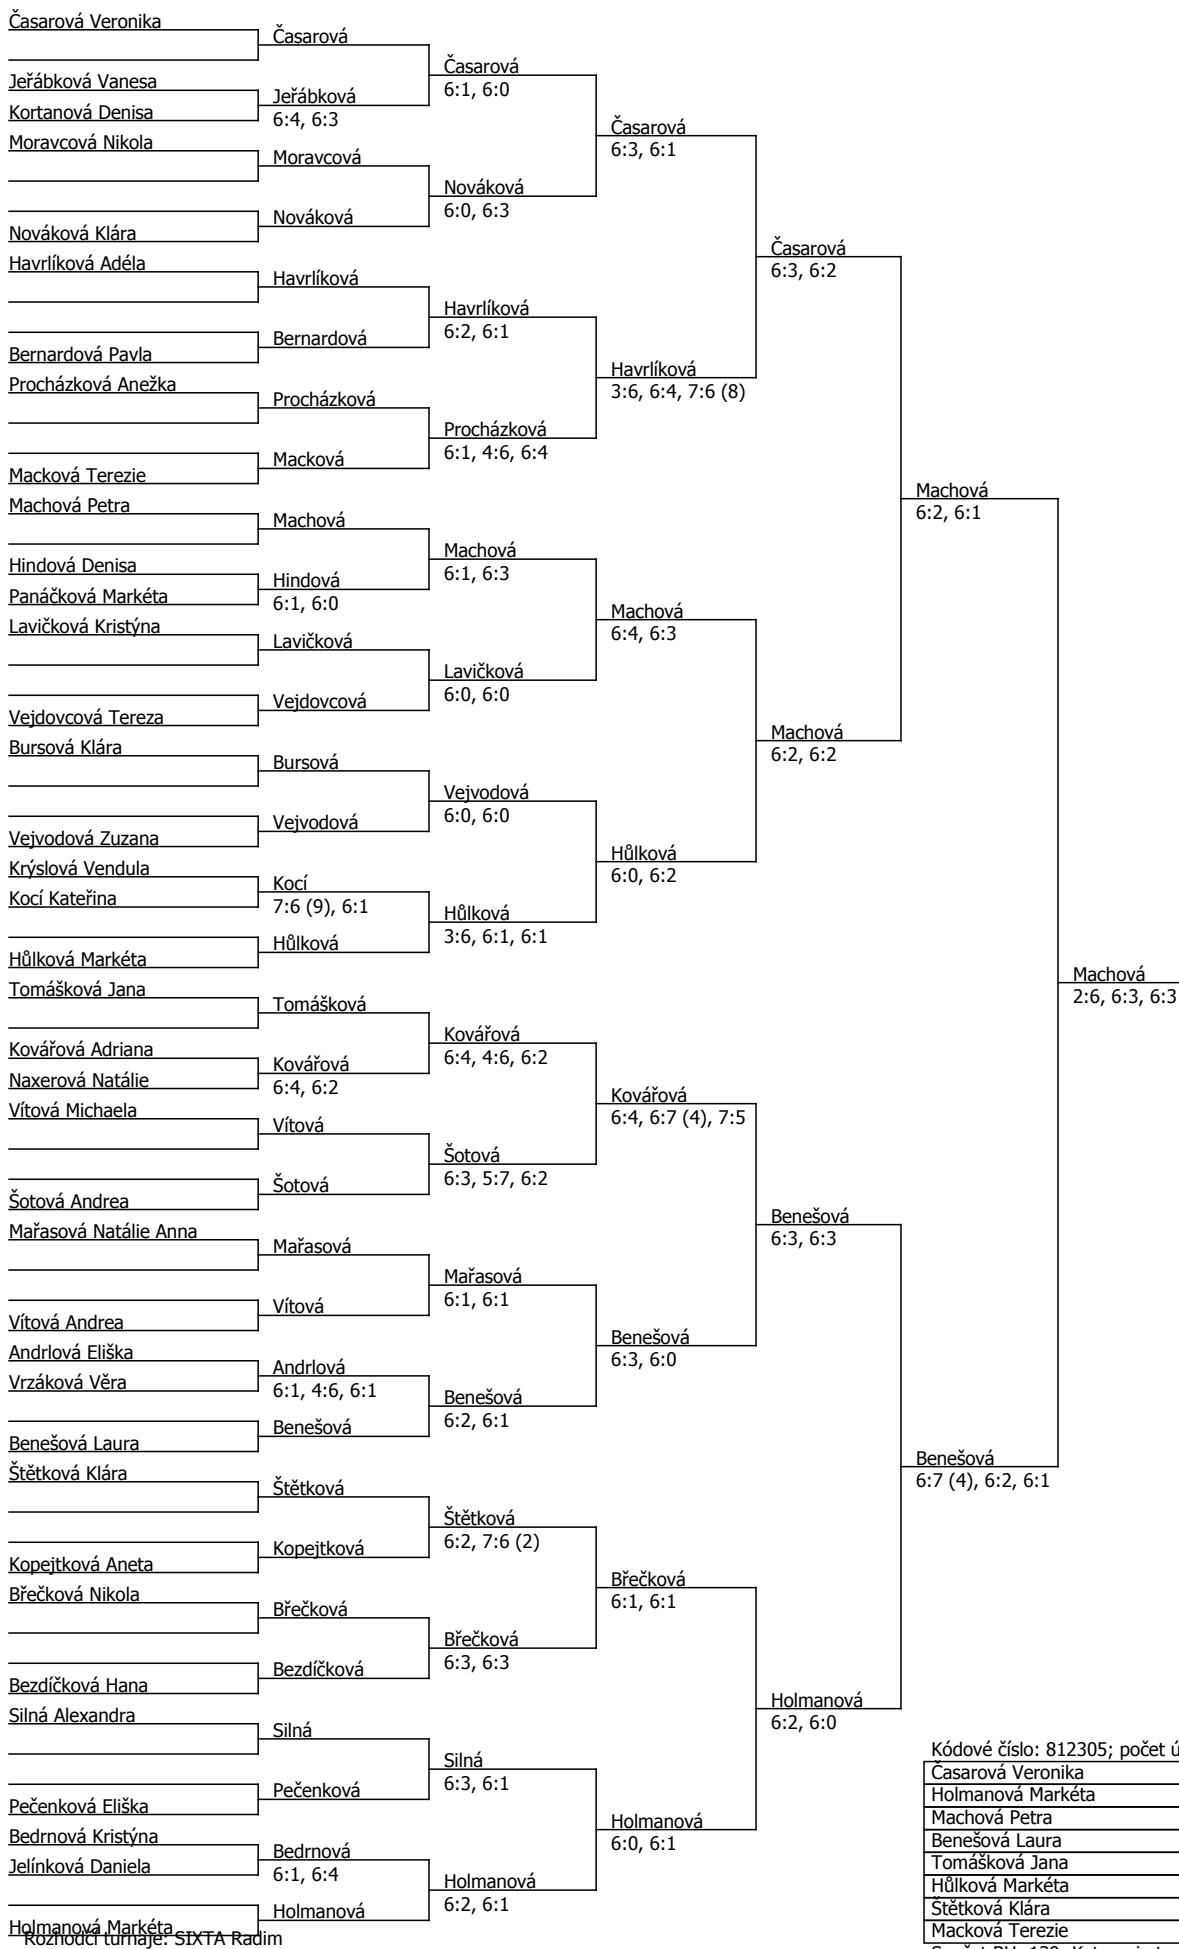 Časarová Veronika
Jeřábková Vanesa
Kortanová Denisa
Moravcová Nikola
Nováková Klára
Havrlíková Adéla
Bernardová Pavla
Procházková Anežka
Macková Terezie
Machová Petra
Hindová Denisa
Panáčková Markéta
Lavičková Kristýna
Vejdovcová Tereza
Bursová Klára
Vejvodová Zuzana
Krýslová Vendula
Kocí Kateřina
Hůlková Markéta
Tomášková Jana
Kovářová Adriana
Naxerová Natálie
Vítová Michaela
Šotová Andrea
Mařasová Natálie Anna
Vítová Andrea
Andrlová Eliška
Vrzáková Věra
Benešová Laura
Štětková Klára
Kopejtková Aneta
Břečková Nikola
Bezdíčková Hana
Silná Alexandra
Pečenková Eliška
Bedrnová Kristýna
Jelínková Daniela
Holmanová Markéta
Rozhodčí turnaje: SIXTA Radim
Časarová
Jeřábková
6:4, 6:3
Moravcová
Nováková
Havrlíková
Bernardová
Procházková
Macková
Machová
Hindová
6:1, 6:0
Lavičková
Vejdovcová
Bursová
Vejvodová
Kocí
7:6 (9), 6:1
Hůlková
Tomášková
Kovářová
6:4, 6:2
Vítová
Šotová
Mařasová
Vítová
Andrlová
6:1, 4:6, 6:1
Benešová
Štětková
Kopejtková
Břečková
Bezdíčková
Silná
Pečenková
Bedrnová
6:1, 6:4
Holmanová
Časarová
6:1, 6:0
Nováková
6:0, 6:3
Havrlíková
6:2, 6:1
Procházková
6:1, 4:6, 6:4
Machová
6:1, 6:3
Lavičková
6:0, 6:0
Vejvodová
6:0, 6:0
Hůlková
3:6, 6:1, 6:1
Kovářová
6:4, 4:6, 6:2
Šotová
6:3, 5:7, 6:2
Mařasová
6:1, 6:1
Benešová
6:2, 6:1
Štětková
6:2, 7:6 (2)
Břečková
6:3, 6:3
Silná
6:3, 6:1
Holmanová
6:2, 6:1
Časarová
6:3, 6:1
Havrlíková
3:6, 6:4, 7:6 (8)
Machová
6:4, 6:3
Hůlková
6:0, 6:2
Kovářová
6:4, 6:7 (4), 7:5
Benešová
6:3, 6:0
Břečková
6:1, 6:1
Holmanová
6:0, 6:1
Časarová
6:3, 6:2
Machová
6:2, 6:2
Benešová
6:3, 6:3
Holmanová
6:2, 6:0
Machová
6:2, 6:1
Benešová
6:7 (4), 6:2, 6:1
Machová
2:6, 6:3, 6:3
Kódové číslo: 812305; počet ú
Časarová Veronika
Holmanová Markéta
Machová Petra
Benešová Laura
Tomášková Jana
Hůlková Markéta
Štětková Klára
Macková Terezie